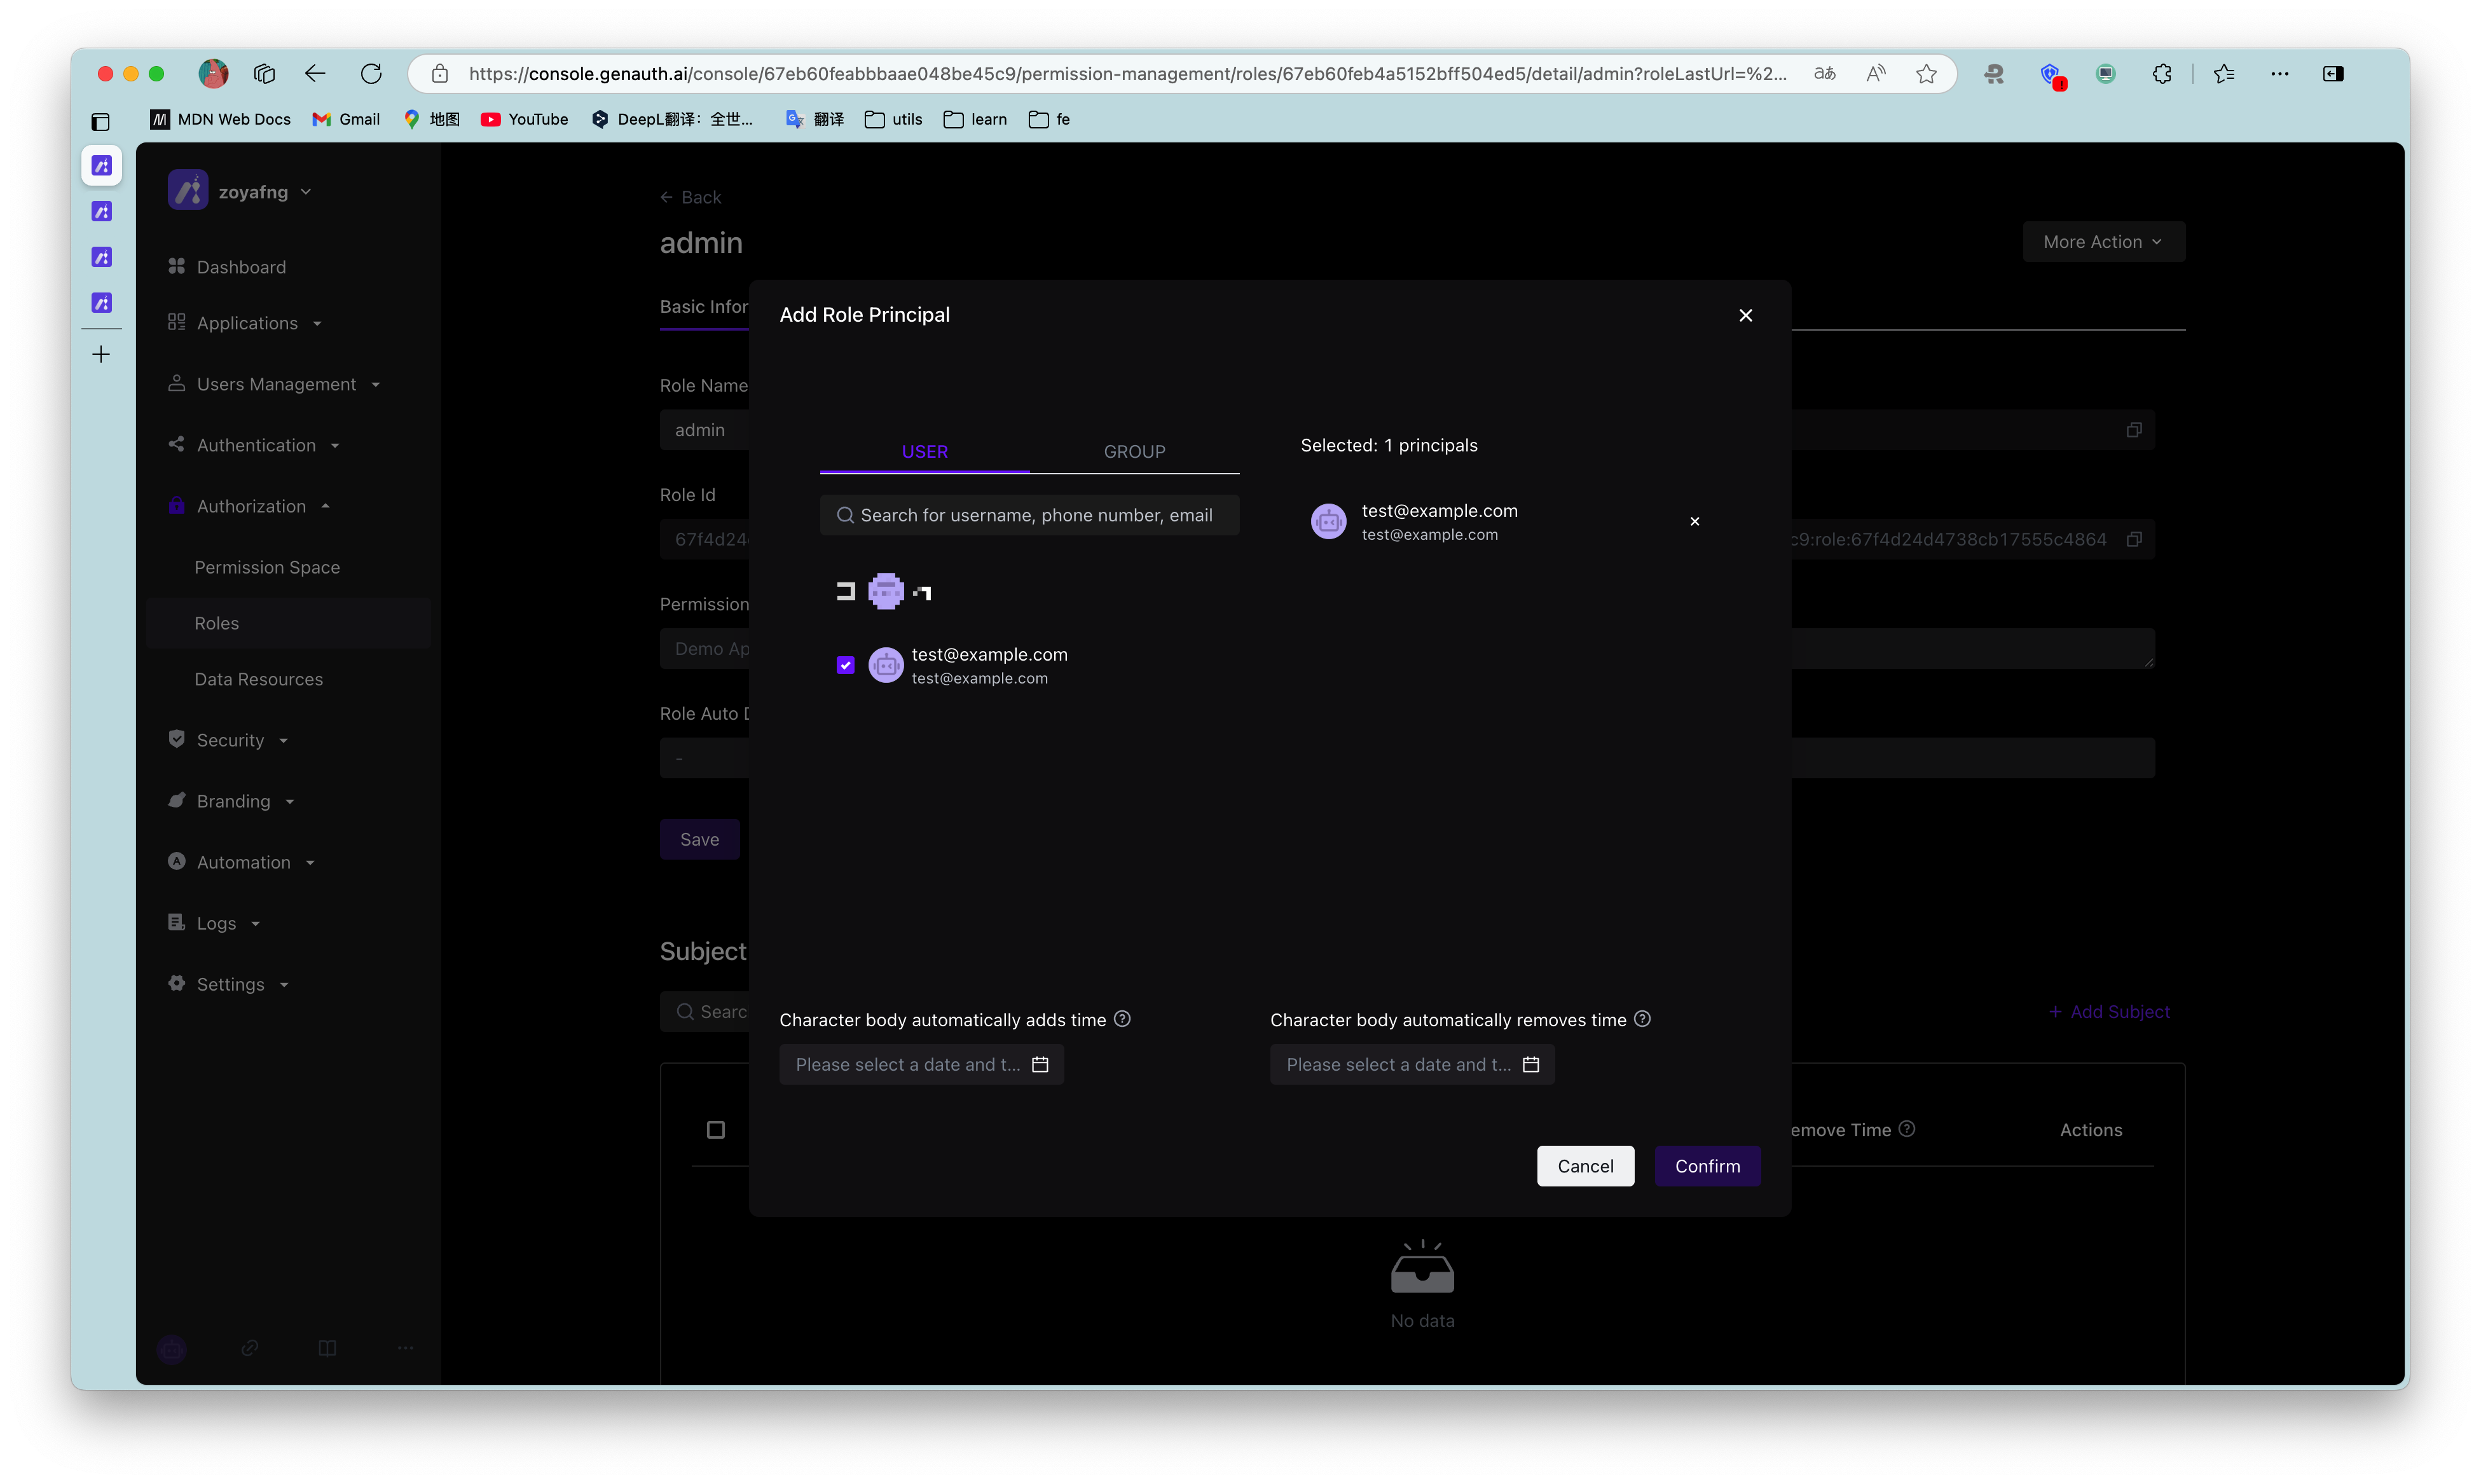 https://console.genauth.ai/console/67eb60feabbbaae048be45c9/permission-management/roles/67eb60feb4a5152bff504ed5/detail/admin?roleLastUrl=%2...
MDN Web Docs
Gmail
地图
YouTube
DeepL翻译：全世...
翻译
utils
learn
fe
zoyafng
Dashboard
Applications
Users Management
Authentication
Authorization
Permission Space
Roles
Data Resources
Security
Branding
Automation
Logs
Settings
Back
admin
More Action
Basic Infor
Role Name
admin
Role Id
67f4d24
c9:role:67f4d24d4738cb17555c4864
Permission
Demo Ap
Role Auto D
-
Save
Subject
Searc
+ Add Subject
emove Time
Actions
No data
Add Role Principal
USER
GROUP
Search for username, phone number, email
test@example.com
test@example.com
Selected: 1 principals
test@example.com
test@example.com
Character body automatically adds time
Please select a date and t...
Character body automatically removes time
Please select a date and t...
Cancel
Confirm